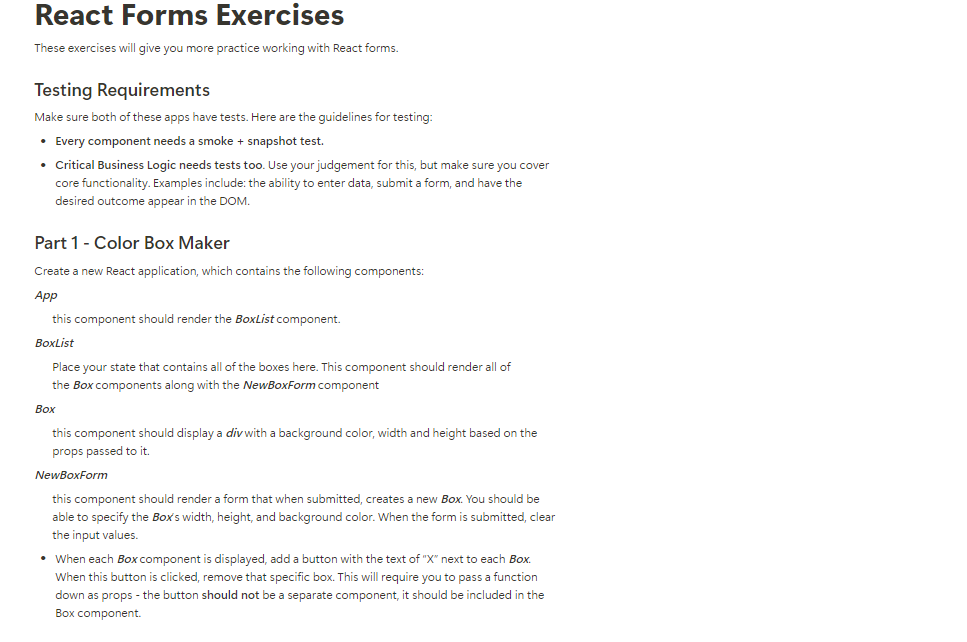 React Forms Exercises
These exercises will give you more practice working with React forms.
Testing Requirements
Make sure both of these apps have tests. Here are the guidelines for testing:
• Every component needs a smoke + snapshot test.
• Critical Business Logic needs tests too. Use your judgement for this, but make sure you cover
core functionality. Examples include: the ability to enter data, submit a form, and have the
desired outcome appear in the DOM.
Part 1 - Color Box Maker
Create a new React application, which contains the following components:
App
this component should render the BoxList component.
BoxList
Place your state that contains all of the boxes here. This component should render all of
the Box components along with the NewBoxForm component
Box
this component should display a div with a background color, width and height based on the
props passed to it.
NewBoxForm
this component should render a form that when submitted, creates a new Box. You should be
able to specify the Box's width, height, and background color. When the form is submitted, clear
the input values.
• When each Box component is displayed, add a button with the text of “X” next to each Box.
When this button is clicked, remove that specific box. This will require you to pass a function
down as props - the button should not be a separate component, it should be included in the
Box component.